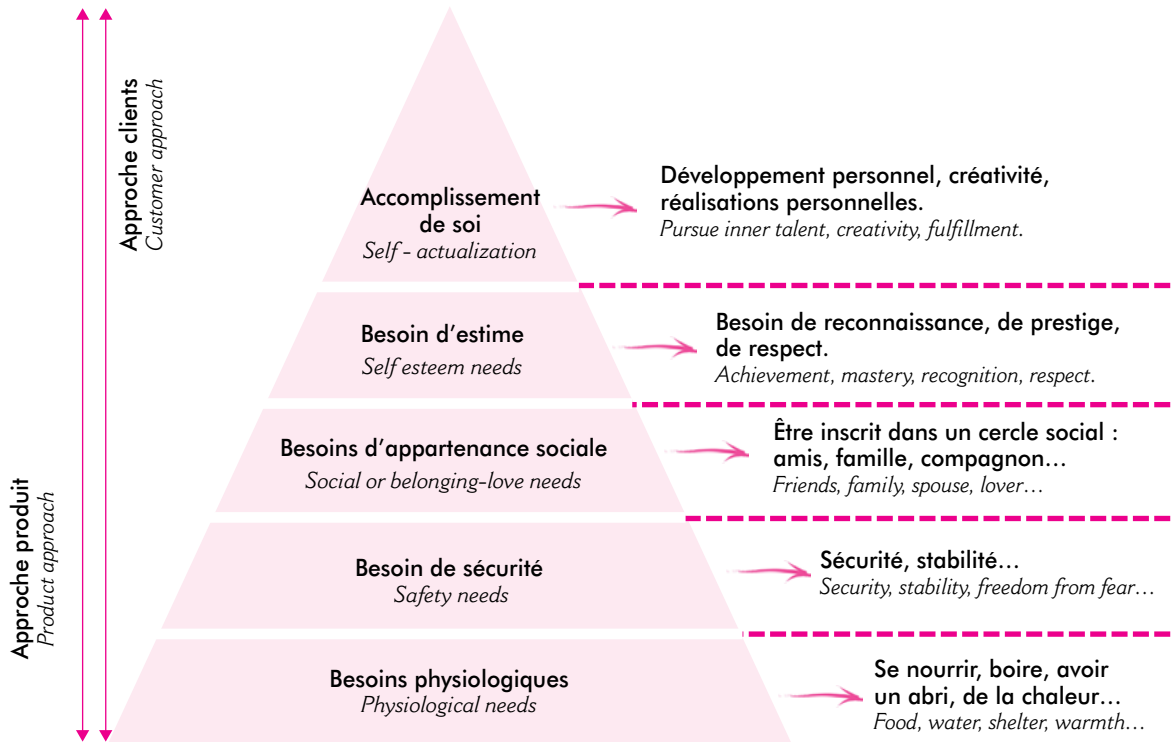 Approche clients
Customer approach
Accomplissement
de soi
Self - actualization
Développement personnel, créativité,
réalisations personnelles.
Pursue inner talent, creativity, fulfillment.
Besoin d’estime
Self esteem needs
Besoin de reconnaissance, de prestige,
de respect.
Achievement, mastery, recognition, respect.
Besoins d’appartenance sociale
Social or belonging-love needs
Être inscrit dans un cercle social :
amis, famille, compagnon…
Friends, family, spouse, lover…
Approche produit
Product approach
Besoin de sécurité
Safety needs
Sécurité, stabilité…
Security, stability, freedom from fear…
Besoins physiologiques
Physiological needs
Se nourrir, boire, avoir
un abri, de la chaleur…
Food, water, shelter, warmth…